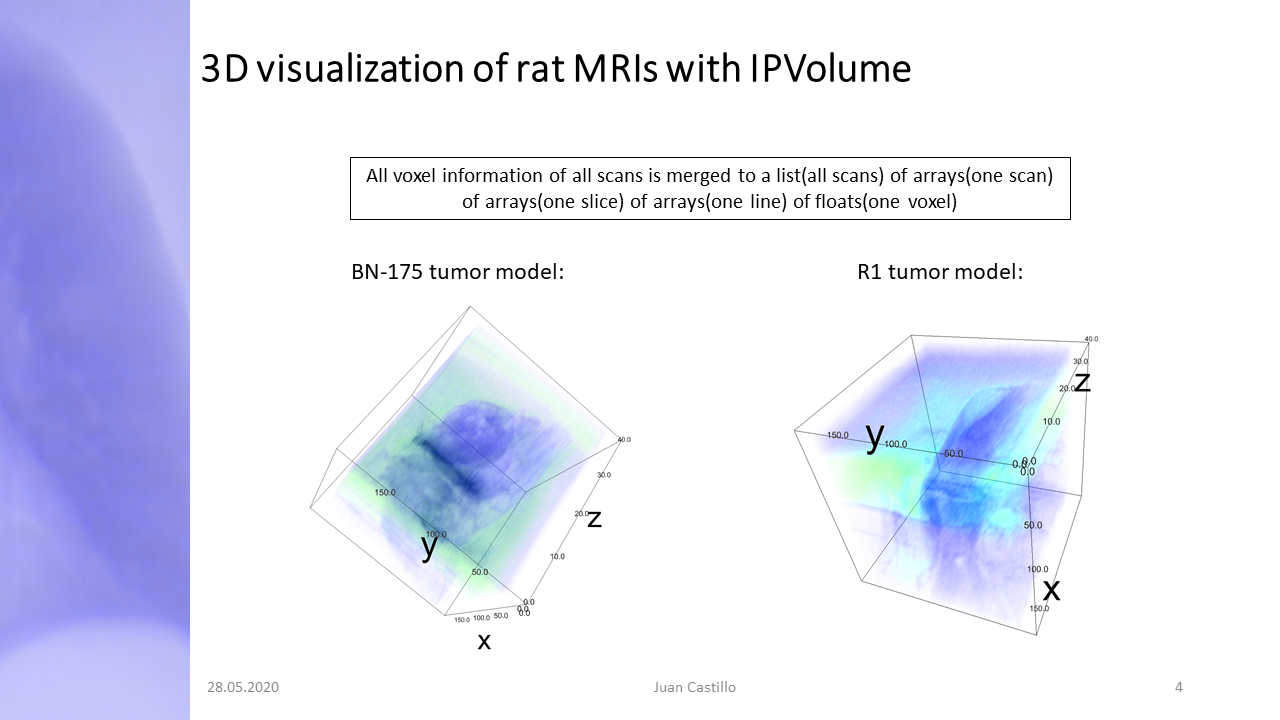 3D visualization of rat MRIs with IPVolume
All voxel information of all scans is merged to a list(all scans) of arrays(one scan)
of arrays(one slice) of arrays(one line) of floats(one voxel)
BN-175 tumor model:
R1 tumor model:
40.0
30.0
20.0
z
10.0
150.0
100.0
y
50.0
0.0
0.0
0.0
150.0 100.0 50.0
x
40.0
30.0
z
20.0
10.0
150.0
y
100.0
50.0
0.0
0.0
0.0
50.0
100.0
x
150.0
28.05.2020
Juan Castillo
4